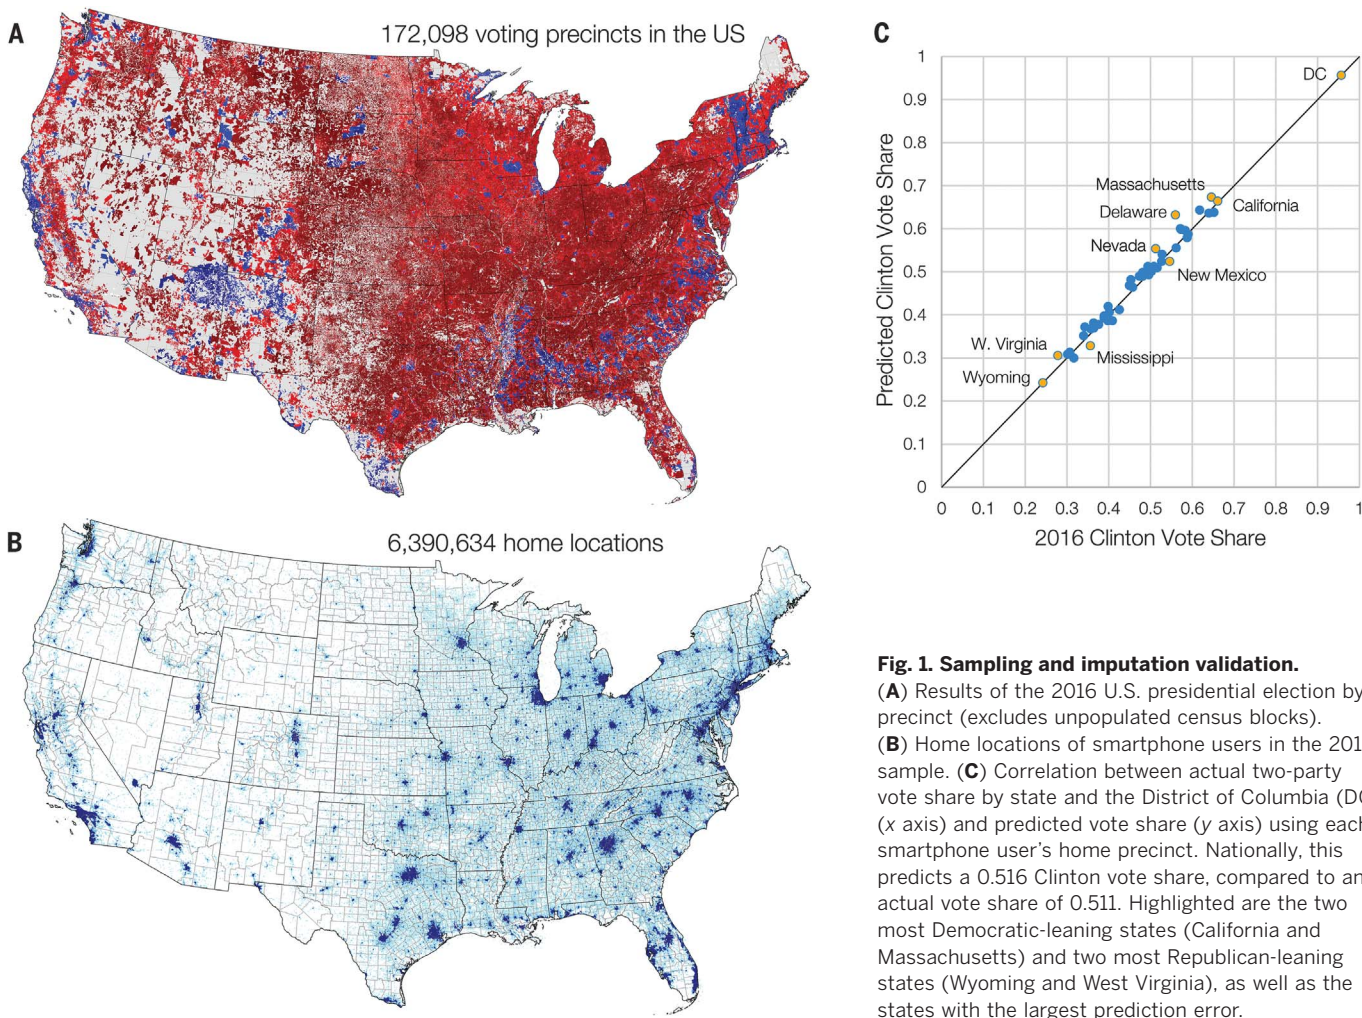 A
172,098 voting precincts in the US
B
6,390,634 home locations
C
Predicted Clinton Vote Share
1
0.9
0.8
0.7
0.6
0.5
0.4
0.3
0.2
0.1
0
DC
Massachusetts
California
Delaware
Nevada
New Mexico
W. Virginia
Mississippi
Wyoming
0 0.1 0.2 0.3 0.4 0.5 0.6 0.7 0.8 0.9 1
2016 Clinton Vote Share
Fig. 1. Sampling and imputation validation.
(A) Results of the 2016 U.S. presidential election by
precinct (excludes unpopulated census blocks).
(B) Home locations of smartphone users in the 201
sample. (C) Correlation between actual two-party
vote share by state and the District of Columbia (DC
(x axis) and predicted vote share (y axis) using each
smartphone user's home precinct. Nationally, this
predicts a 0.516 Clinton vote share, compared to an
actual vote share of 0.511. Highlighted are the two
most Democratic-leaning states (California and
Massachusetts) and two most Republican-leaning
states (Wyoming and West Virginia), as well as the
states with the largest prediction error.